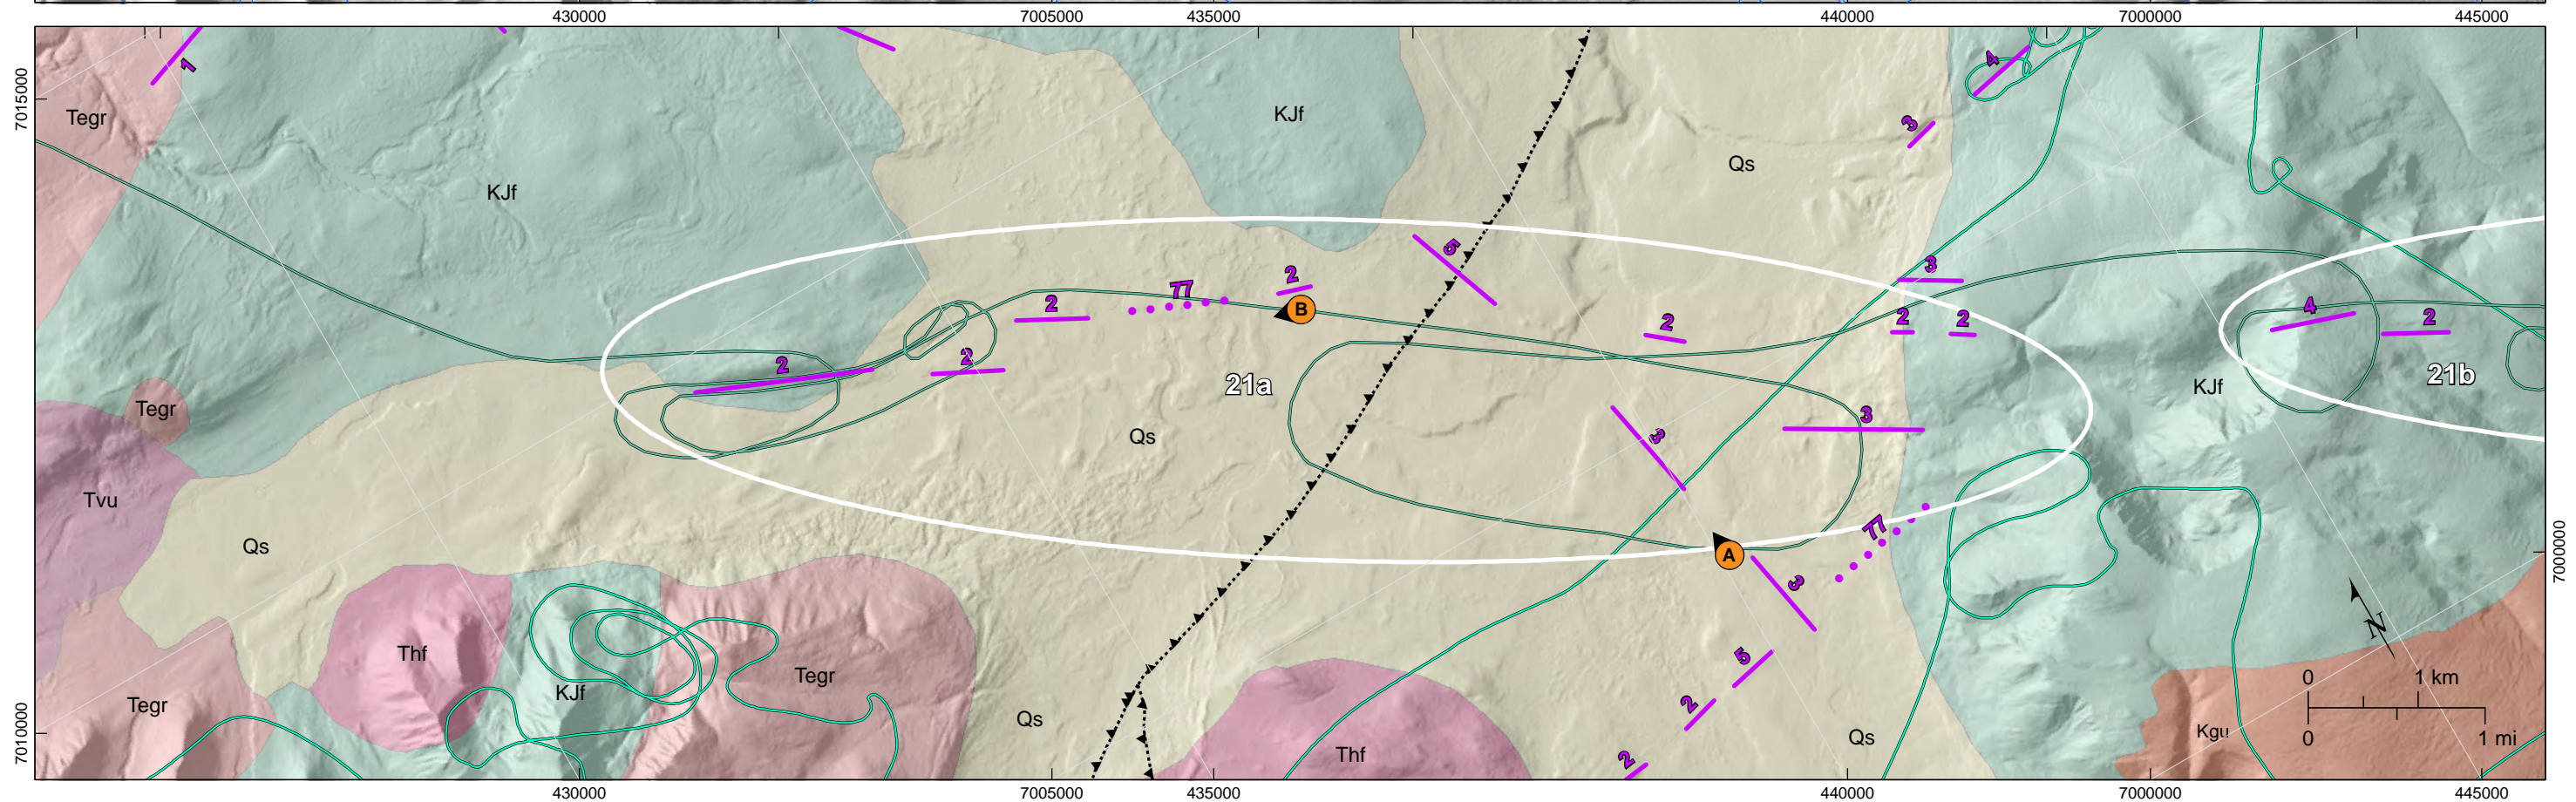 430000 7005000 435000 440000 7000000 445000
7015000
1
Tegr
KJf
KJf
Qs
4
3
5
3
77
2
2
2
2
2
4
2
B
2
2
Tegr
21a
21b
KJf
3
3
Qs
Tvu
Qs
77
A
3
7000000
N
Thf
KJf
Tegr
5
0 1 km
Tegr
2
Qs
Thf
2
Qs
Kgu
0 1 mi
7010000
430000 7005000 435000 440000 7000000 445000